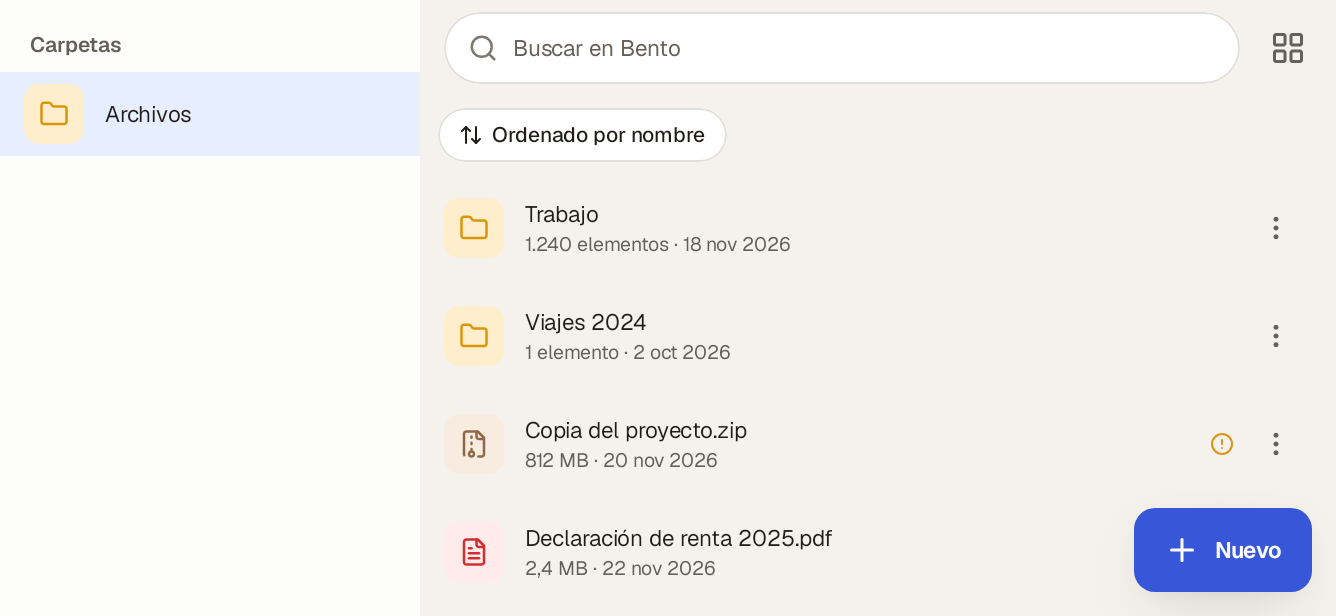 Carpetas
Archivos
Buscar en Bento
Ordenado por nombre
Trabajo
1.240 elementos · 18 nov 2026
Viajes 2024
1 elemento · 2 oct 2026
Copia del proyecto.zip
812 MB · 20 nov 2026
Declaración de renta 2025.pdf
2,4 MB · 22 nov 2026
Nuevo